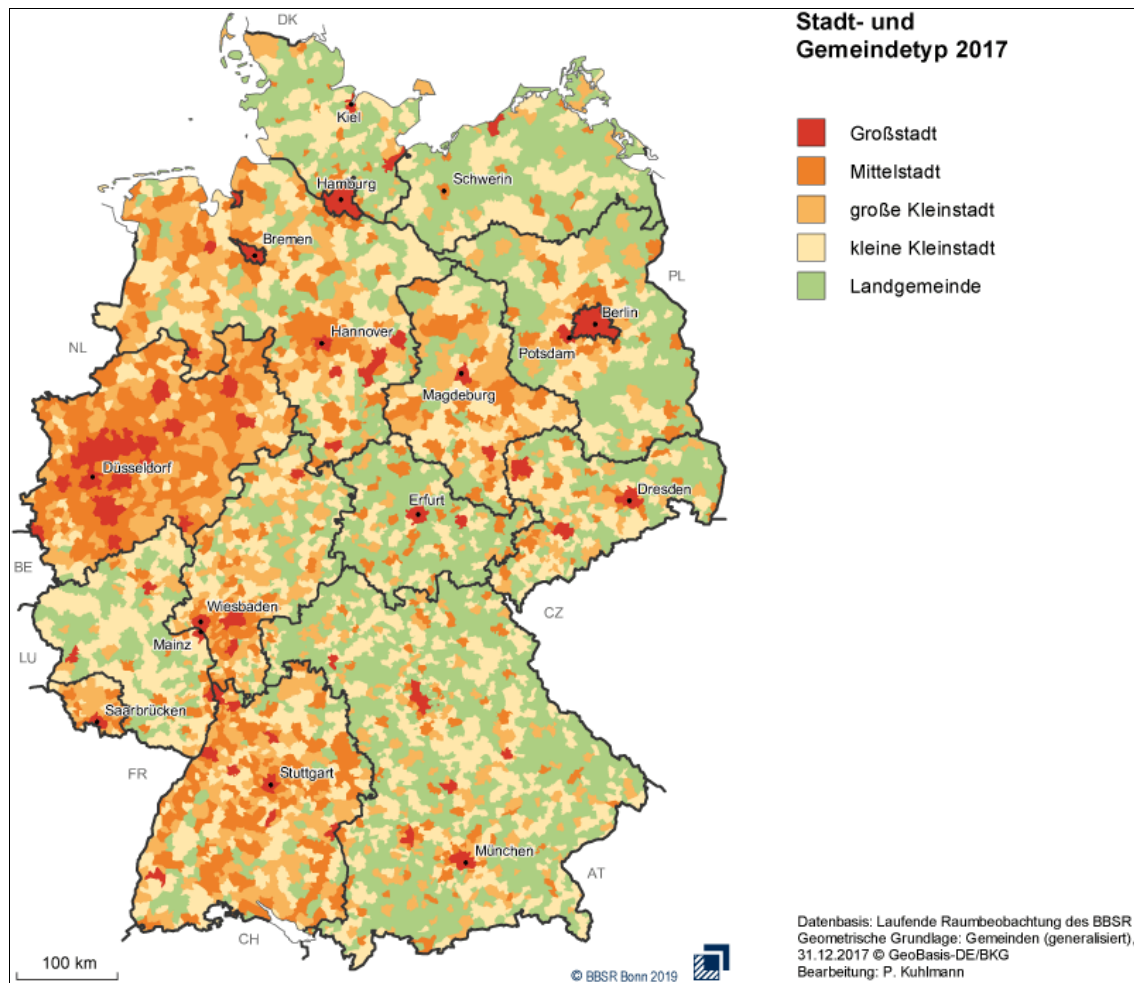 Stadt- und
Gemeindetyp 2017
Großstadt
Mittelstadt
große Kleinstadt
kleine Kleinstadt
Landgemeinde
DK
Kiel
Hamburg
Schwerin
Bremen
PL
Berlin
Hannover
Potsdam
NL
Magdeburg
Düsseldorf
Dresden
Erfurt
BE
Wiesbaden
CZ
Mainz
LU
Saarbrücken
FR
Stuttgart
München
AT
CH
100 km
© BBSR Bonn 2019
Datenbasis: Laufende Raumbeobachtung des BBSR
Geometrische Grundlage: Gemeinden (generalisiert),
31.12.2017 © GeoBasis-DE/BKG
Bearbeitung: P. Kuhlmann